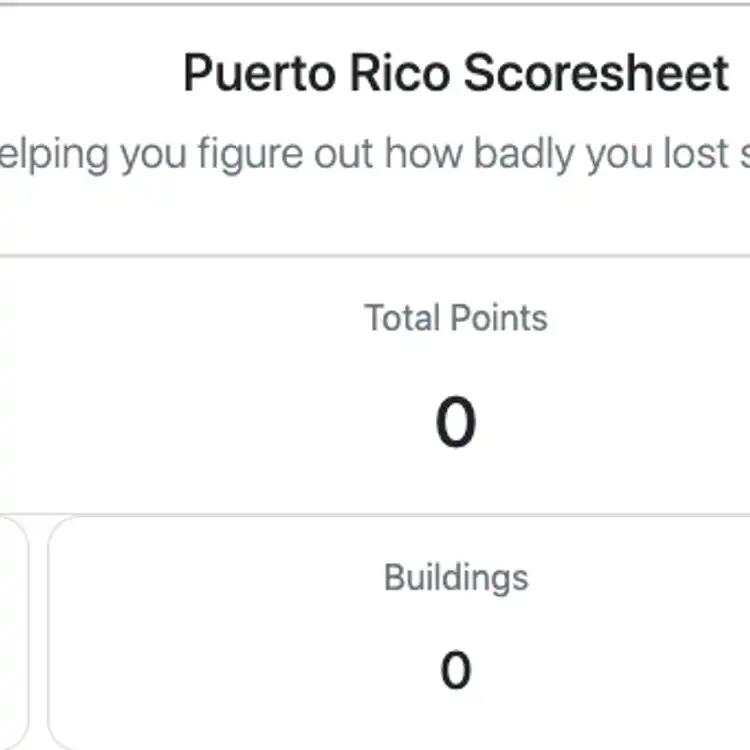 Puerto Rico Scoresheet
elping you figure out how badly you lost s
Total Points
0
Buildings
0